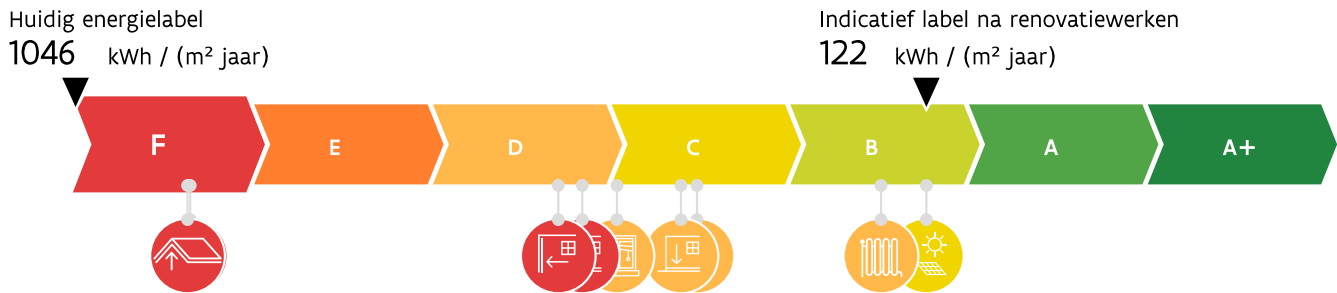 Huidig energielabel
1046 kWh / (m² jaar)
Indicatief label na renovatiewerken
122 kWh / (m² jaar)
F E D C B A A+